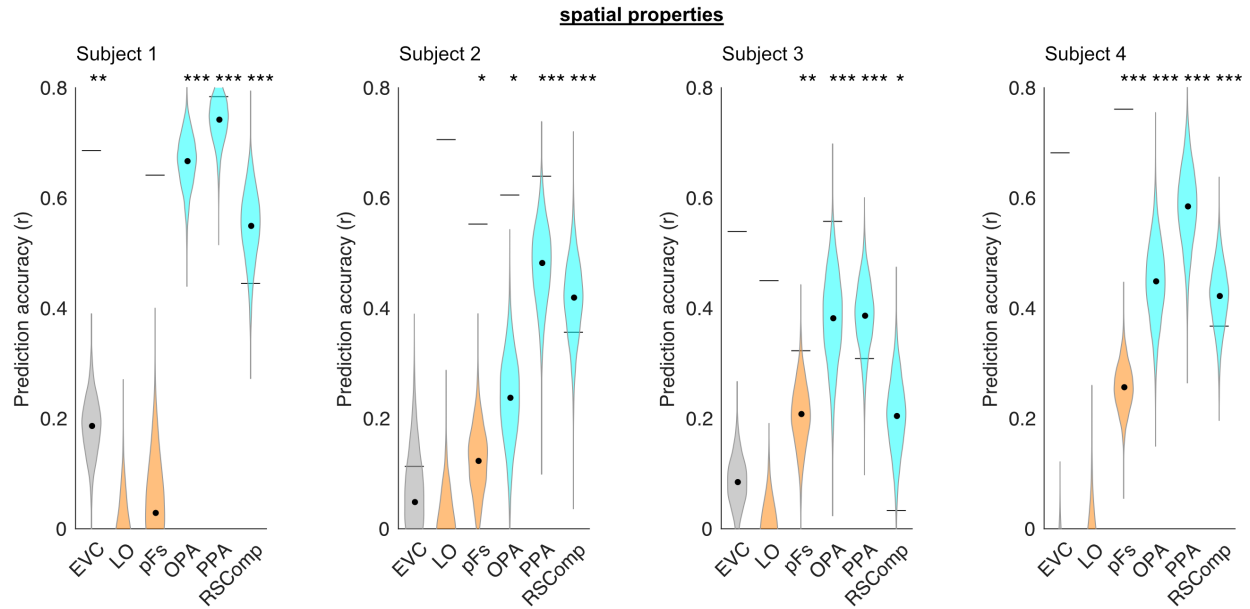 spatial properties
Subject 1
Subject 2
Subject 3
Subject 4
** *** *** ***
* * *** ***
** *** *** *
*** *** *** ***
Prediction accuracy (r)
0.8
0.6
0.4
0.2
0
EVC LO pFs OPA PPA RSComp
Prediction accuracy (r)
0.8
0.6
0.4
0.2
0
EVC LO pFs OPA PPA RSComp
Prediction accuracy (r)
0.8
0.6
0.4
0.2
0
EVC LO pFs OPA PPA RSComp
Prediction accuracy (r)
0.8
0.6
0.4
0.2
0
EVC LO pFs OPA PPA RSComp